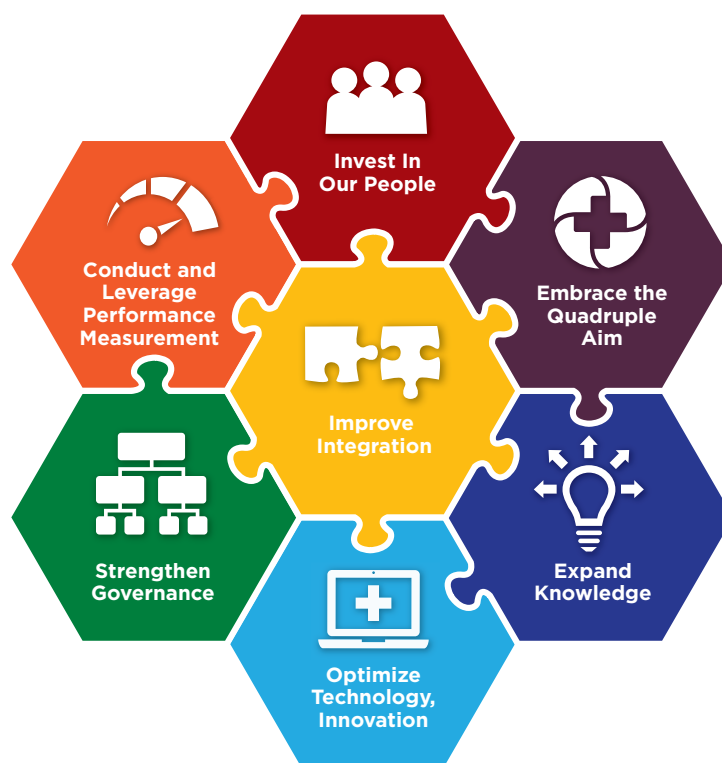 Invest In
Our People
Conduct and
Leverage
Performance
Measurement
Embrace the
Quadruple
Aim
Improve
Integration
Strengthen
Governance
Expand
Knowledge
Optimize
Technology,
Innovation